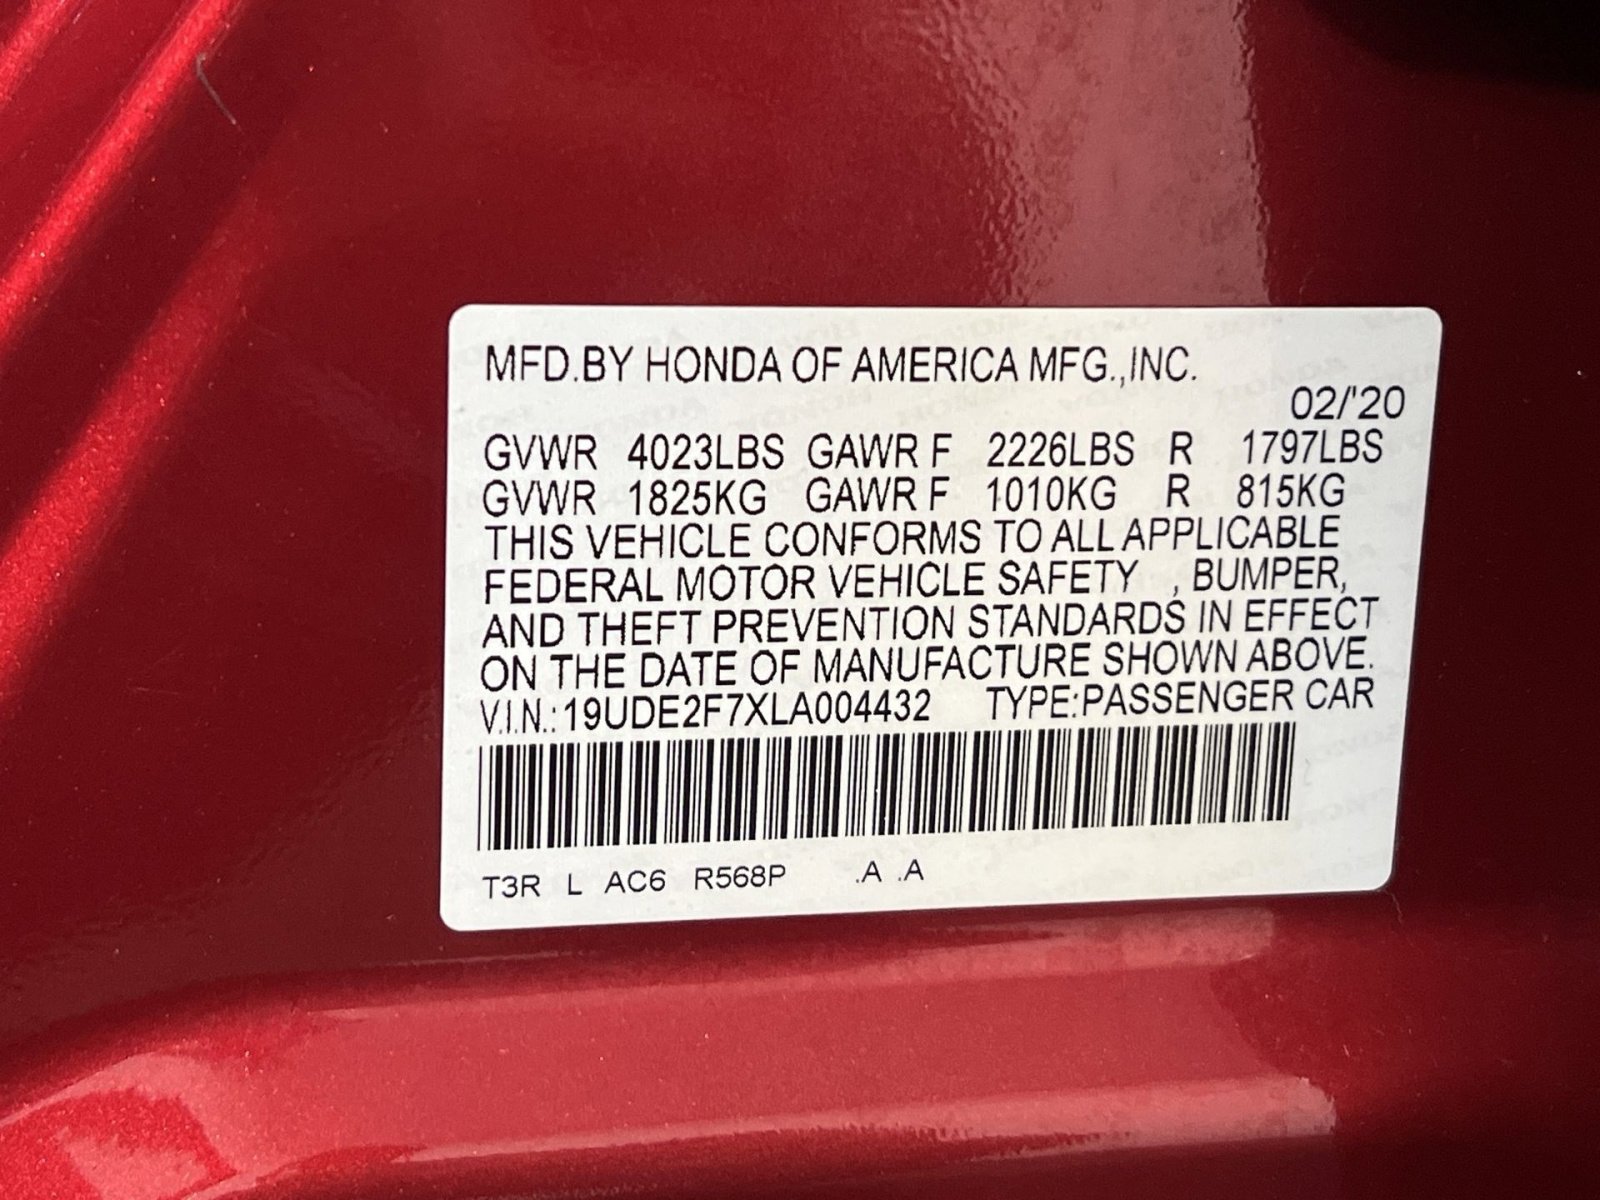 MFD.BY HONDA OF AMERICA MFG.,INC.
02/'20
GVWR 4023LBS GAWR F 2226LBS R 1797LBS
GVWR 1825KG GAWR F 1010KG R 815KG
THIS VEHICLE CONFORMS TO ALL APPLICABLE
FEDERAL MOTOR VEHICLE SAFETY , BUMPER,
AND THEFT PREVENTION STANDARDS IN EFFECT
ON THE DATE OF MANUFACTURE SHOWN ABOVE.
V.I.N.: 19UDE2F7XLA004432 TYPE:PASSENGER CAR
T3R L AC6 R568P .A .A